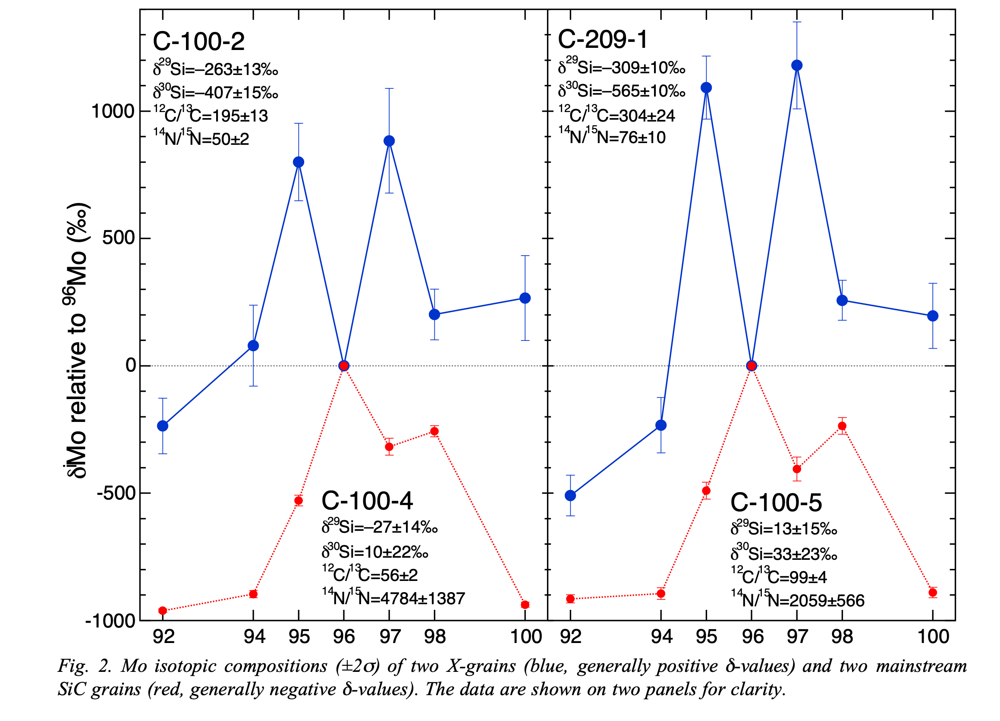 C-100-2
δ²⁹Si=–263±13‰
δ³⁰Si=–407±15‰
¹²C/¹³C=195±13
¹⁴N/¹⁵N=50±2
C-209-1
δ²⁹Si=–309±10‰
δ³⁰Si=–565±10‰
¹²C/¹³C=304±24
¹⁴N/¹⁵N=76±10
δⁱMo relative to ⁹⁶Mo (‰)
1000
500
0
-500
-1000
C-100-4
δ²⁹Si=–27±14‰
δ³⁰Si=10±22‰
¹²C/¹³C=56±2
¹⁴N/¹⁵N=4784±1387
C-100-5
δ²⁹Si=13±15‰
δ³⁰Si=33±23‰
¹²C/¹³C=99±4
¹⁴N/¹⁵N=2059±566
92 94 95 96 97 98 100 92 94 95 96 97 98 100
Fig. 2. Mo isotopic compositions (±2σ) of two X-grains (blue, generally positive δ-values) and two mainstream
SiC grains (red, generally negative δ-values). The data are shown on two panels for clarity.